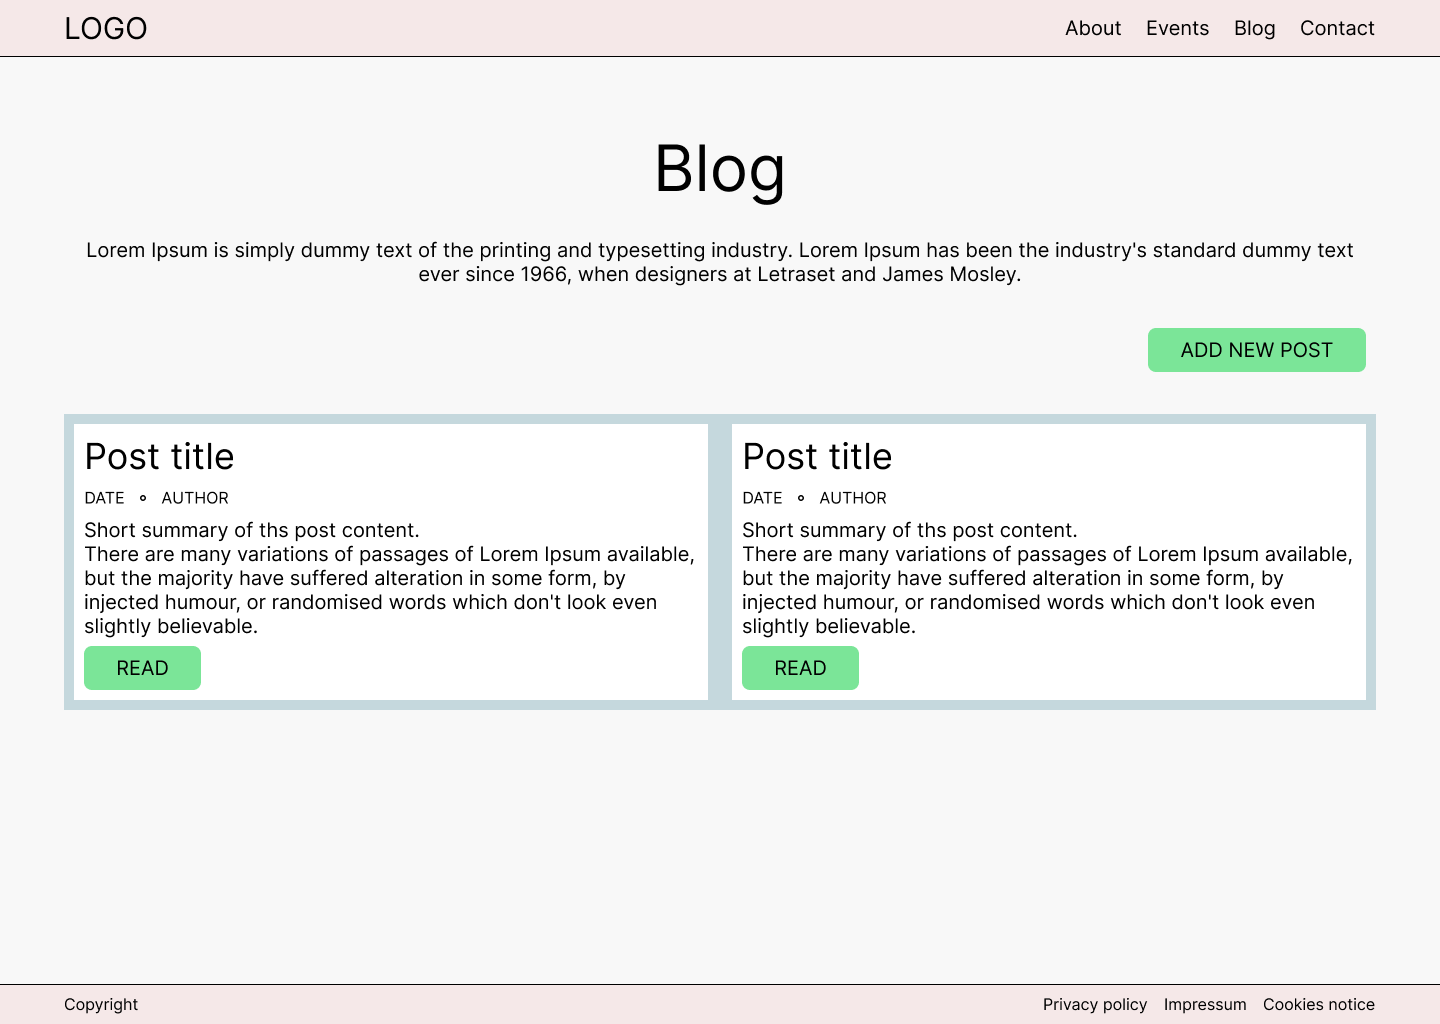 LOGO
About Events Blog Contact
Blog
Lorem Ipsum is simply dummy text of the printing and typesetting industry. Lorem Ipsum has been the industry's standard dummy text
ever since 1966, when designers at Letraset and James Mosley.
ADD NEW POST
Post title
DATE AUTHOR
Short summary of ths post content.
There are many variations of passages of Lorem Ipsum available,
but the majority have suffered alteration in some form, by
injected humour, or randomised words which don't look even
slightly believable.
READ
Post title
DATE AUTHOR
Short summary of ths post content.
There are many variations of passages of Lorem Ipsum available,
but the majority have suffered alteration in some form, by
injected humour, or randomised words which don't look even
slightly believable.
READ
Copyright
Privacy policy Impressum Cookies notice